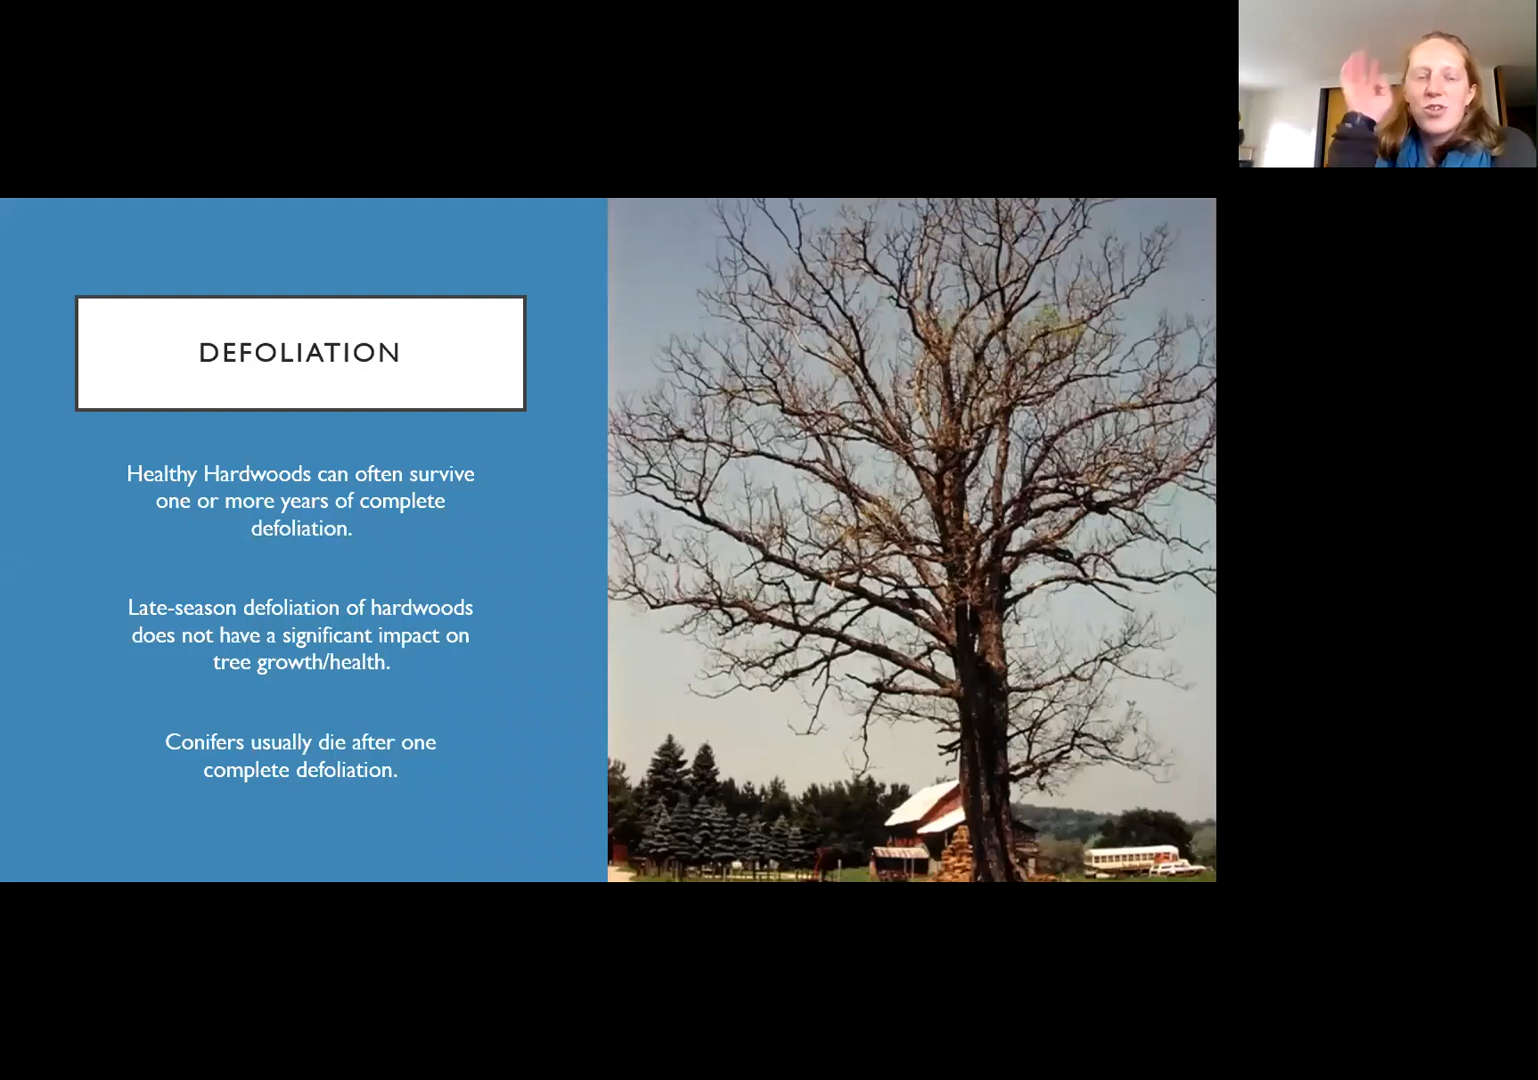 DEFOLIATION
Healthy Hardwoods can often survive
one or more years of complete
defoliation.
Late-season defoliation of hardwoods
does not have a significant impact on
tree growth/health.
Conifers usually die after one
complete defoliation.